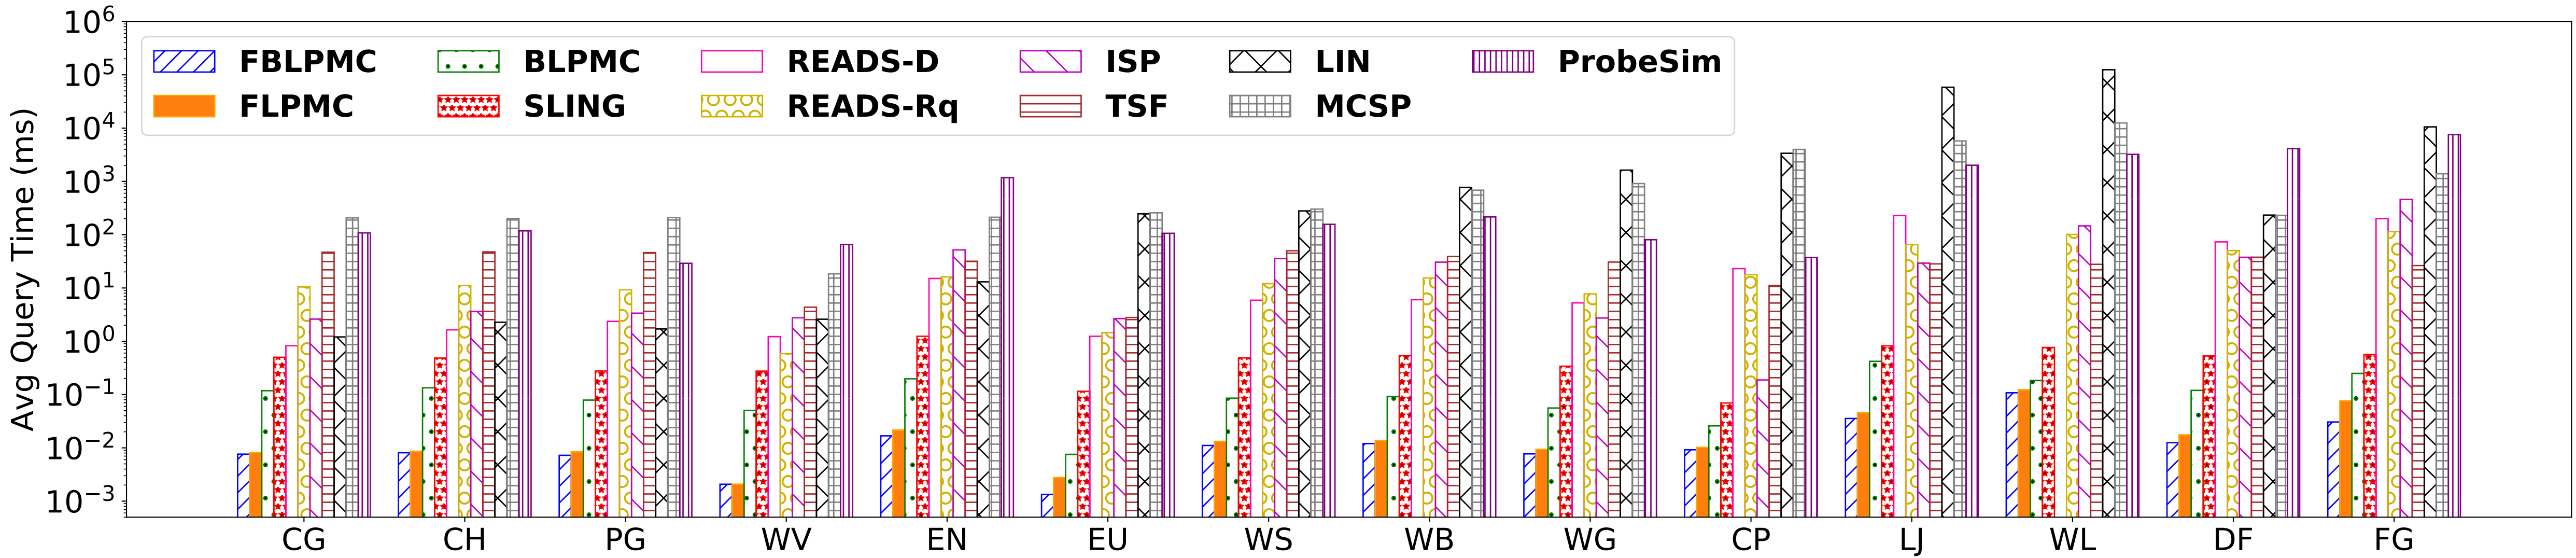 Avg Query Time (ms)
10^6
10^5
10^4
10^3
10^2
10^1
10^0
10^−1
10^−2
10^−3
FBLPMC BLPMC READS-D ISP LIN ProbeSim
FLPMC SLING READS-Rq TSF MCSP
CG CH PG WV EN EU WS WB WG CP LJ WL DF FG